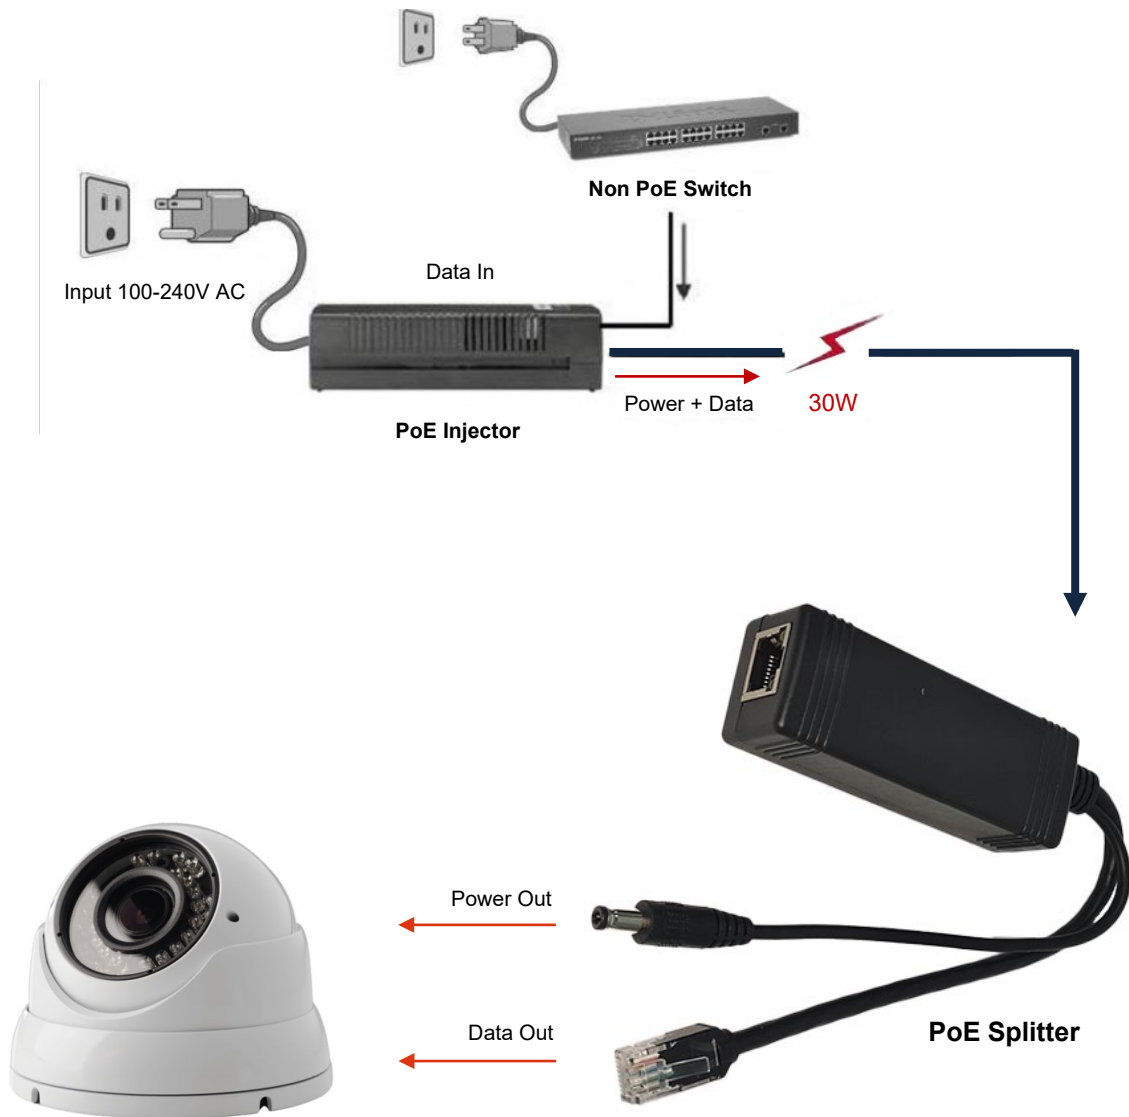 Non PoE Switch
Input 100-240V AC
Data In
Power + Data
30W
PoE Injector
Power Out
Data Out
PoE Splitter